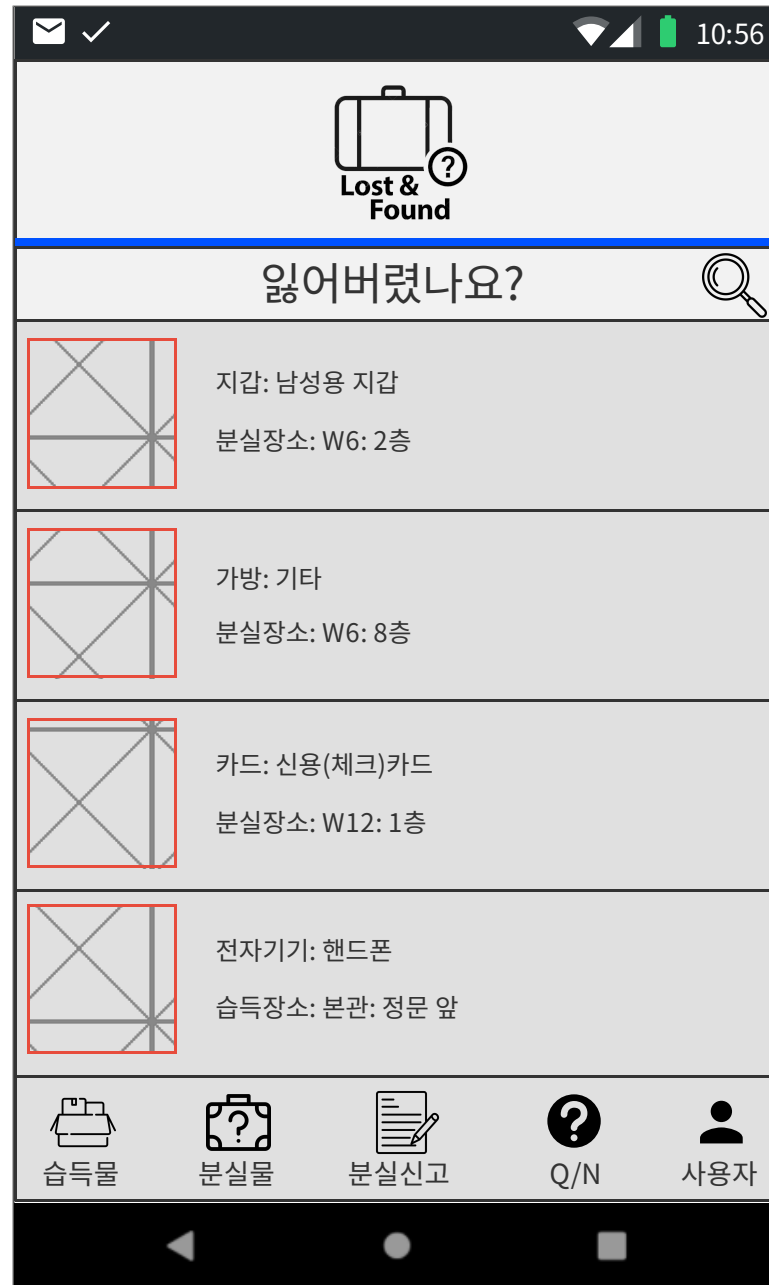 10:56
Lost &
Found
?
잃어버렸나요?
지갑: 남성용 지갑
분실장소: W6: 2층
가방: 기타
분실장소: W6: 8층
카드: 신용(체크)카드
분실장소: W12: 1층
전자기기: 핸드폰
습득장소: 본관: 정문 앞
?
?
습득물
분실물
분실신고
Q/N
사용자